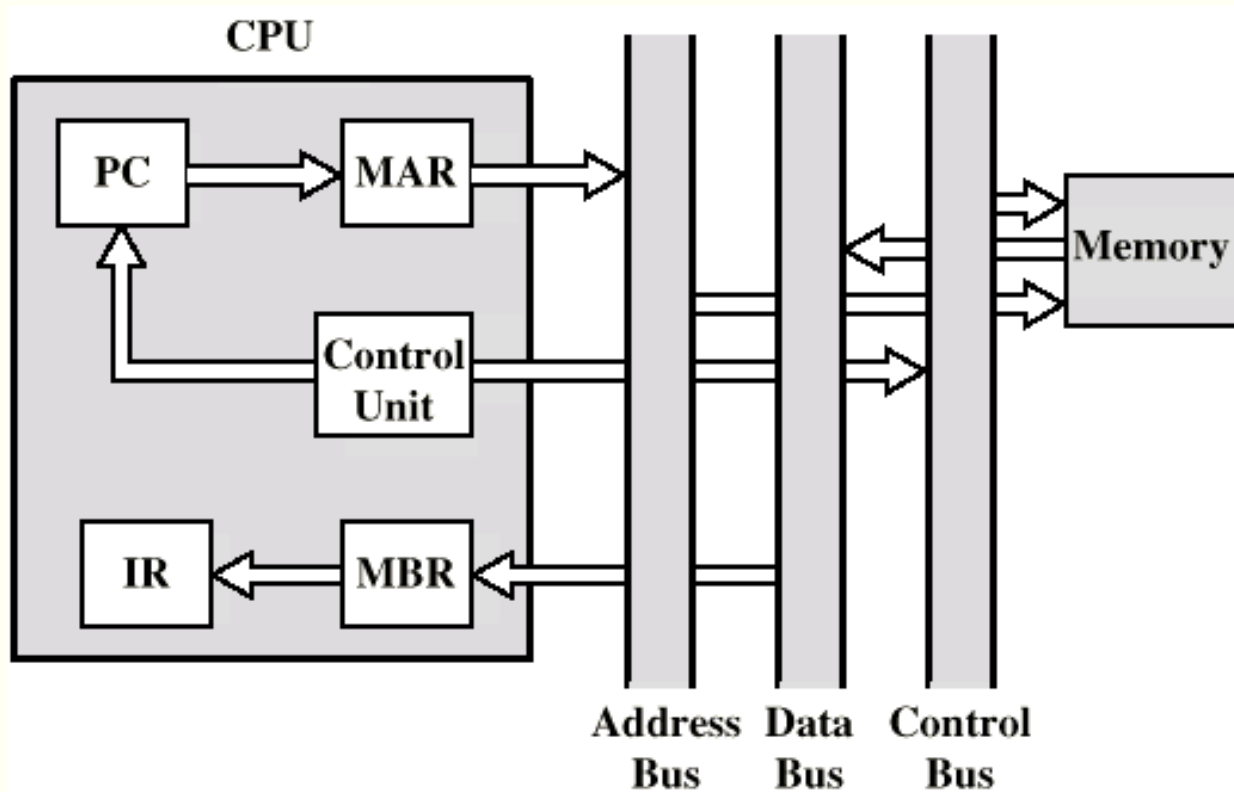 CPU
PC
MAR
Memory
Control
Unit
IR
MBR
Address
Bus
Data
Bus
Control
Bus